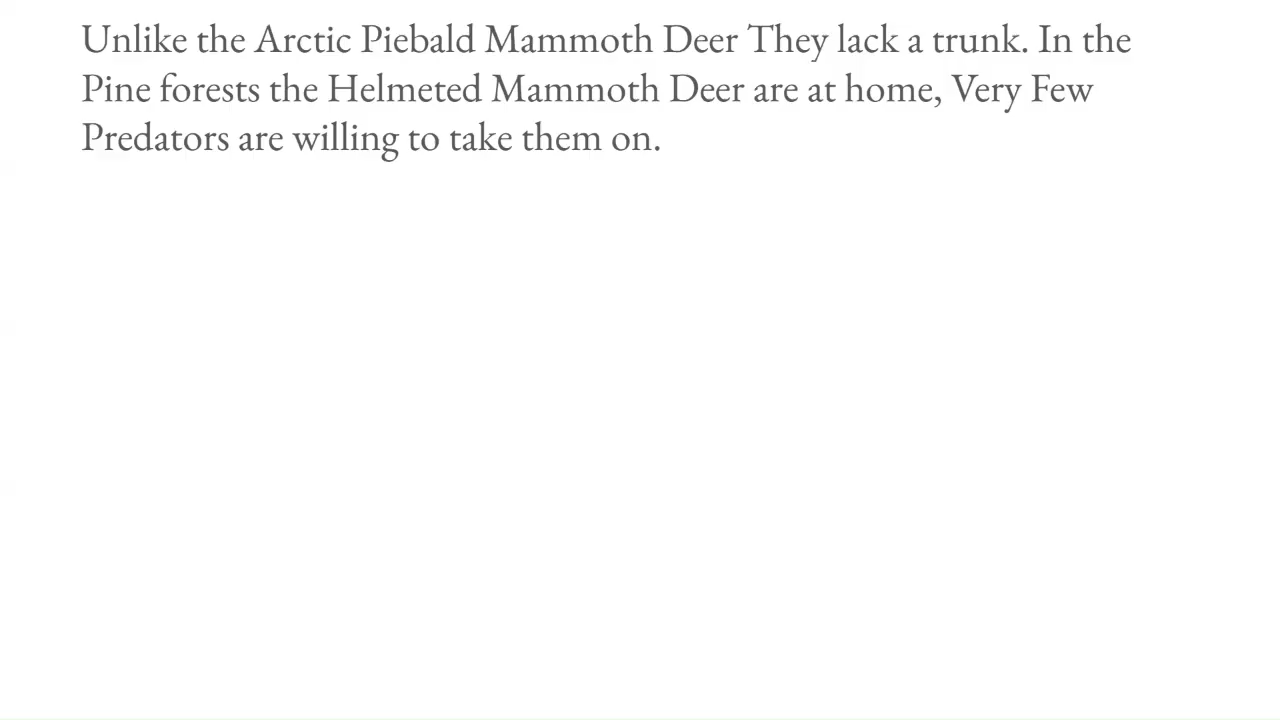 Unlike the Arctic Piebald Mammoth Deer They lack a trunk. In the
Pine forests the Helmeted Mammoth Deer are at home, Very Few
Predators are willing to take them on.